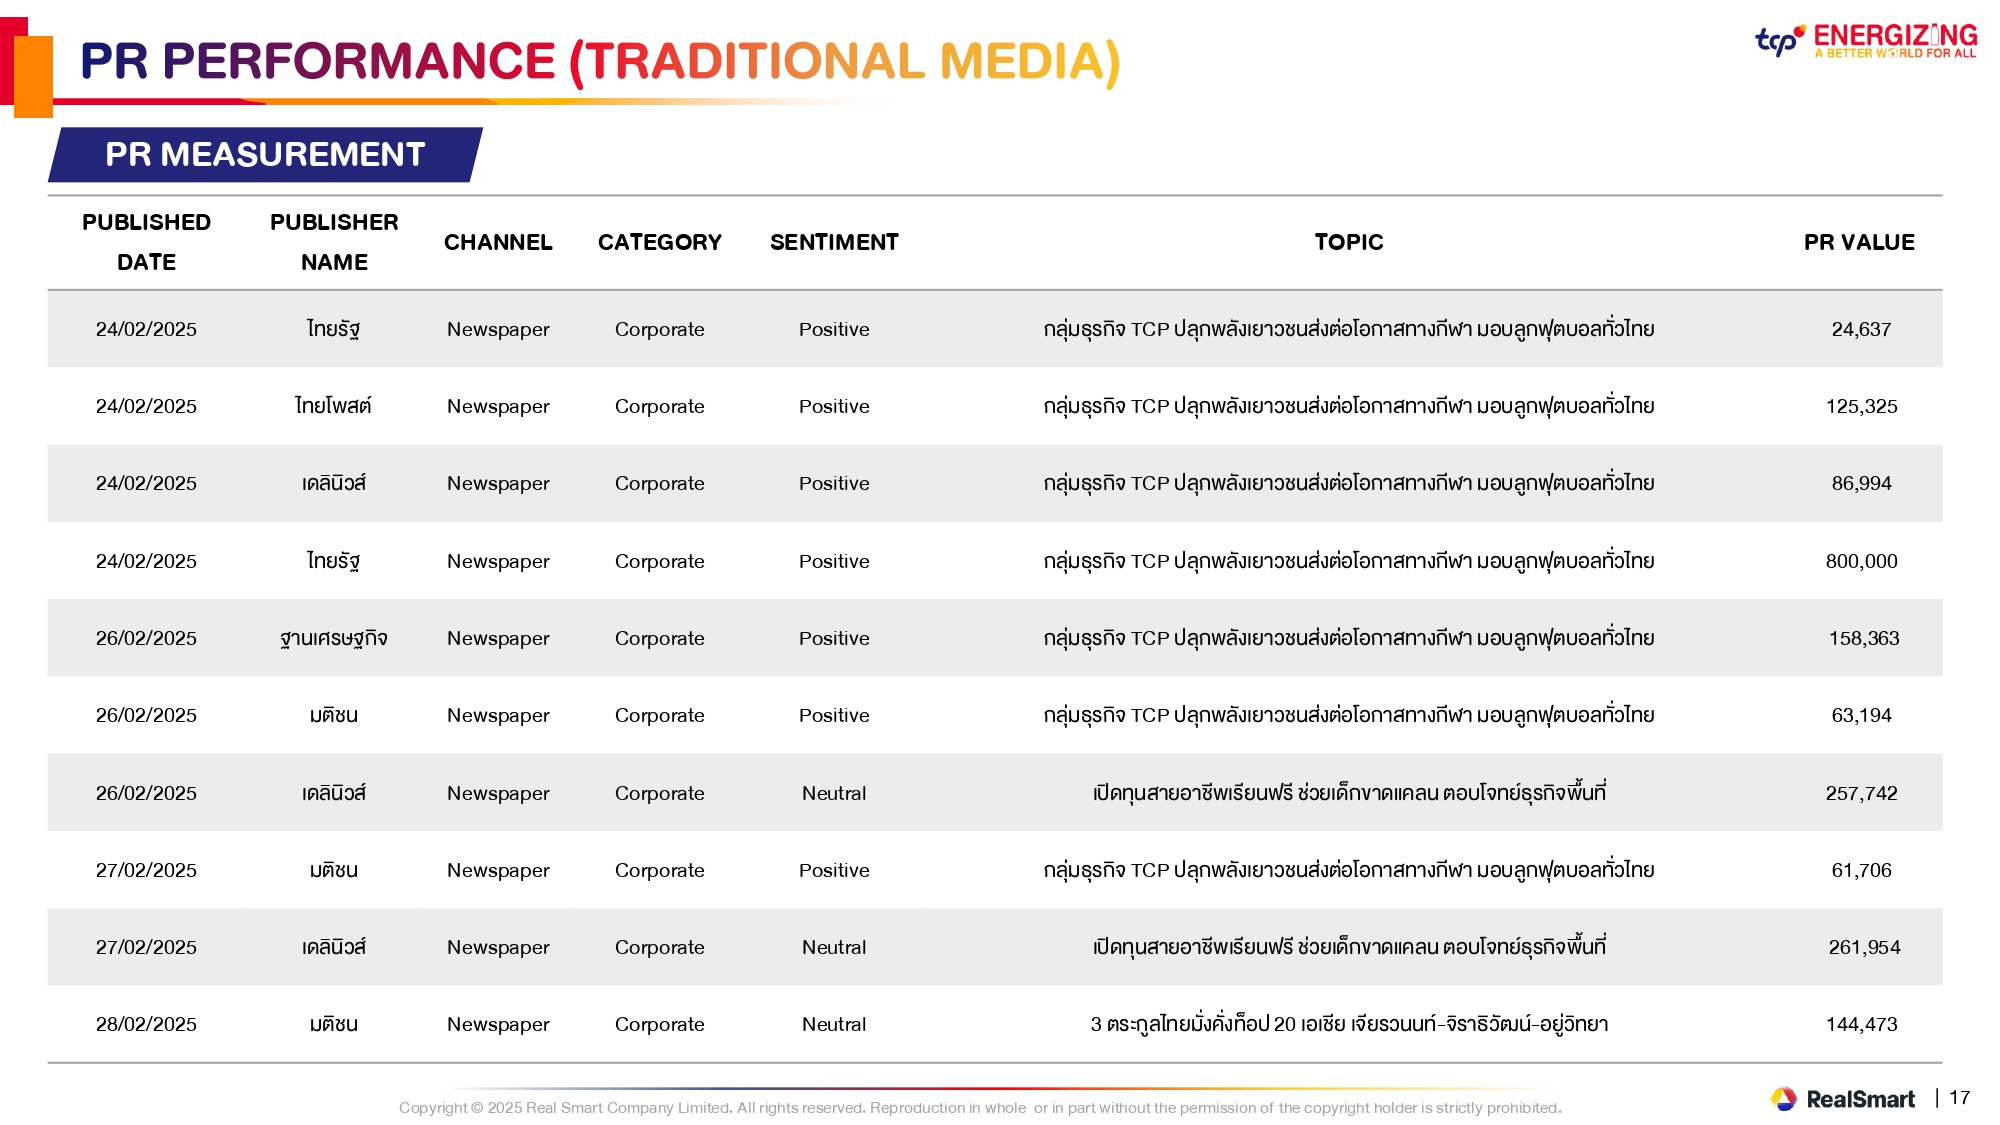 PR PERFORMANCE (TRADITIONAL MEDIA)
tcp ENERGIZING
A BETTER WORLD FOR ALL
PR MEASUREMENT
PUBLISHED DATE PUBLISHER NAME CHANNEL CATEGORY SENTIMENT TOPIC PR VALUE
24/02/2025 ไทยรัฐ Newspaper Corporate Positive กลุ่มธุรกิจ TCP ปลุกพลังเยาวชนส่งต่อโอกาสทางกีฬา มอบลูกฟุตบอลทั่วไทย 24,637
24/02/2025 ไทยโพสต์ Newspaper Corporate Positive กลุ่มธุรกิจ TCP ปลุกพลังเยาวชนส่งต่อโอกาสทางกีฬา มอบลูกฟุตบอลทั่วไทย 125,325
24/02/2025 เดลินิวส์ Newspaper Corporate Positive กลุ่มธุรกิจ TCP ปลุกพลังเยาวชนส่งต่อโอกาสทางกีฬา มอบลูกฟุตบอลทั่วไทย 86,994
24/02/2025 ไทยรัฐ Newspaper Corporate Positive กลุ่มธุรกิจ TCP ปลุกพลังเยาวชนส่งต่อโอกาสทางกีฬา มอบลูกฟุตบอลทั่วไทย 800,000
26/02/2025 ฐานเศรษฐกิจ Newspaper Corporate Positive กลุ่มธุรกิจ TCP ปลุกพลังเยาวชนส่งต่อโอกาสทางกีฬา มอบลูกฟุตบอลทั่วไทย 158,363
26/02/2025 มติชน Newspaper Corporate Positive กลุ่มธุรกิจ TCP ปลุกพลังเยาวชนส่งต่อโอกาสทางกีฬา มอบลูกฟุตบอลทั่วไทย 63,194
26/02/2025 เดลินิวส์ Newspaper Corporate Neutral เปิดทุนสายอาชีพเรียนฟรี ช่วยเด็กขาดแคลน ตอบโจทย์ธุรกิจพื้นที่ 257,742
27/02/2025 มติชน Newspaper Corporate Positive กลุ่มธุรกิจ TCP ปลุกพลังเยาวชนส่งต่อโอกาสทางกีฬา มอบลูกฟุตบอลทั่วไทย 61,706
27/02/2025 เดลินิวส์ Newspaper Corporate Neutral เปิดทุนสายอาชีพเรียนฟรี ช่วยเด็กขาดแคลน ตอบโจทย์ธุรกิจพื้นที่ 261,954
28/02/2025 มติชน Newspaper Corporate Neutral 3 ตระกูลไทยมั่งคั่งท็อป 20 เอเชีย เจียรวนนท์-จิราธิวัฒน์-อยู่วิทยา 144,473
Copyright © 2025 Real Smart Company Limited. All rights reserved. Reproduction in whole or in part without the permission of the copyright holder is strictly prohibited.
RealSmart | 17